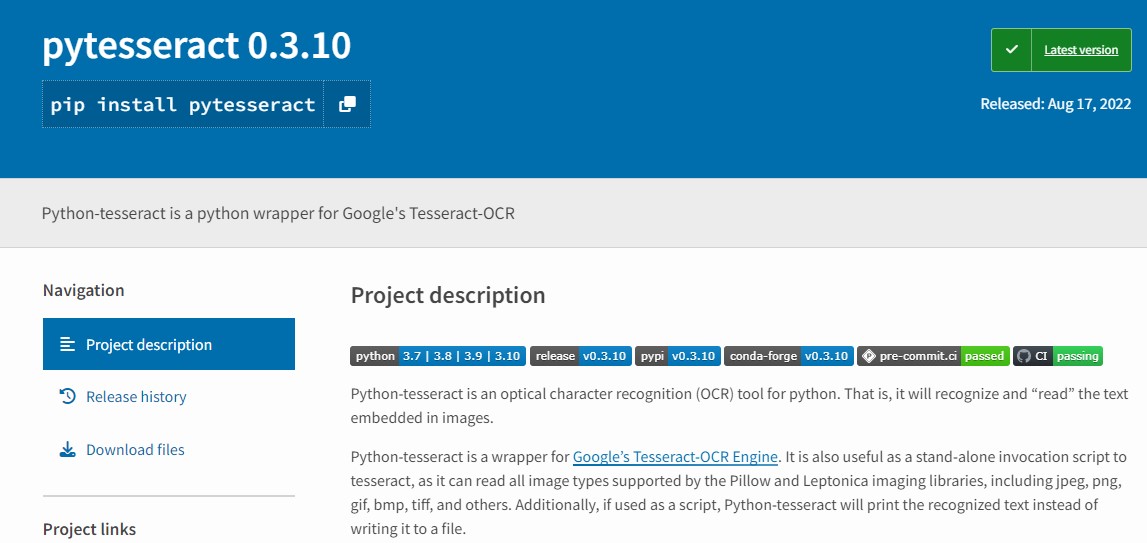 pytesseract 0.3.10
Latest version
pip install pytesseract
Released: Aug 17, 2022
Python-tesseract is a python wrapper for Google's Tesseract-OCR
Navigation
Project description
Release history
Download files
Project links
Project description
python 3.7 | 3.8 | 3.9 | 3.10 release v0.3.10 pypi v0.3.10 conda-forge v0.3.10 pre-commit.ci passed CI passing
Python-tesseract is an optical character recognition (OCR) tool for python. That is, it will recognize and “read” the text
embedded in images.
Python-tesseract is a wrapper for Google’s Tesseract-OCR Engine. It is also useful as a stand-alone invocation script to
tesseract, as it can read all image types supported by the Pillow and Leptonica imaging libraries, including jpeg, png,
gif, bmp, tiff, and others. Additionally, if used as a script, Python-tesseract will print the recognized text instead of
writing it to a file.